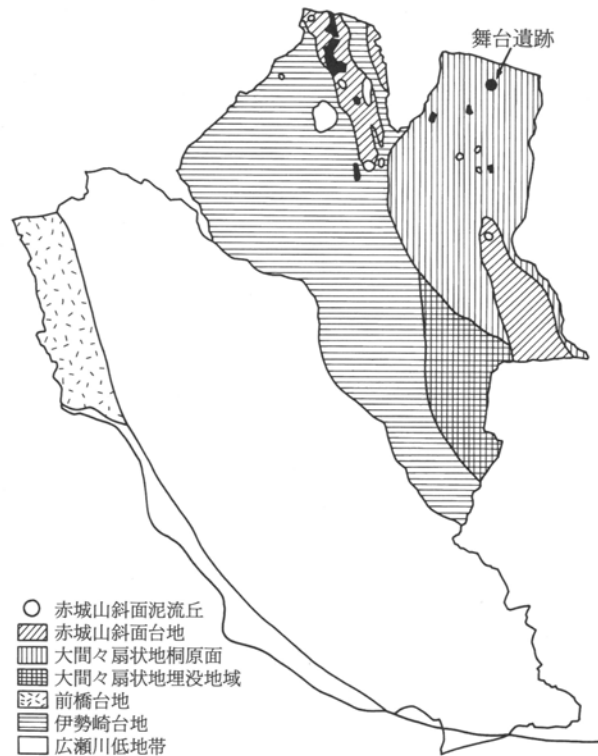 舞台遺跡
赤城山斜面泥流丘
赤城山斜面台地
大間々扇状地桐原面
大間々扇状地埋没地域
前橋台地
伊勢崎台地
広瀬川低地帯